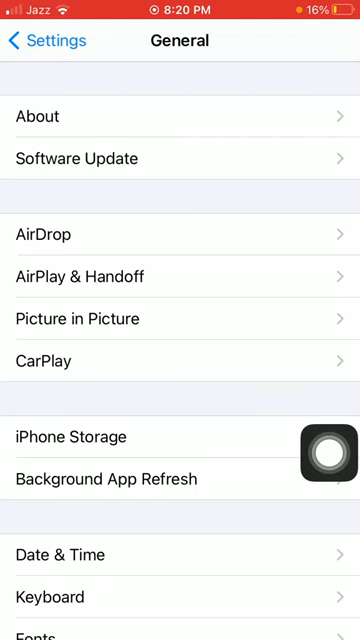 Jazz 8:20 PM 16%
Settings General
About
Software Update
AirDrop
AirPlay & Handoff
Picture in Picture
CarPlay
iPhone Storage
Background App Refresh
Date & Time
Keyboard
Fonts